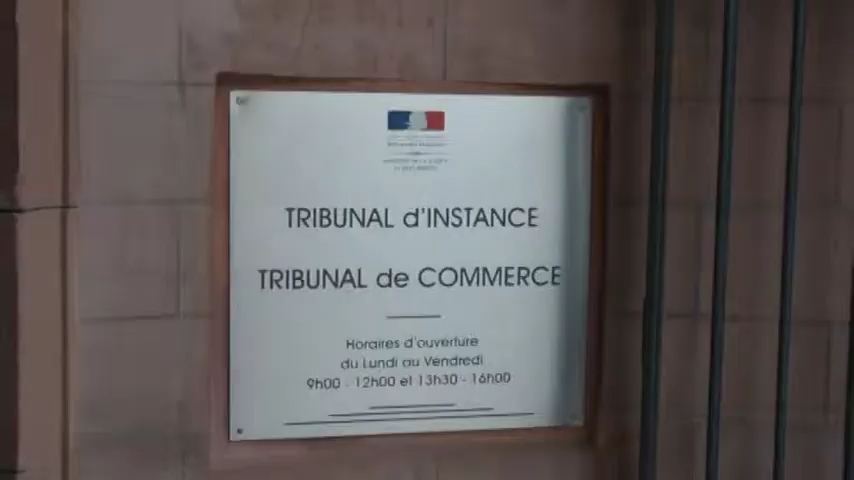 TRIBUNAL d'INSTANCE
TRIBUNAL de COMMERCE
Horaires d'ouverture
du Lundi au Vendredi
9h00 - 12h00 et 13h30 - 16h00